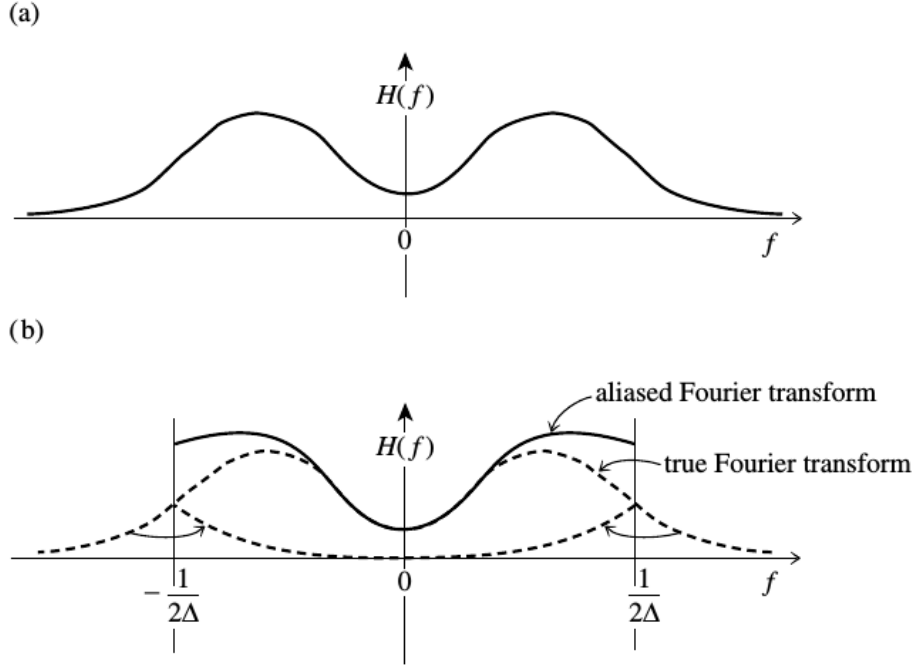 (a)
H(f)
0
f
(b)
aliased Fourier transform
H(f)
true Fourier transform
− 1/2Δ
0
1/2Δ
f